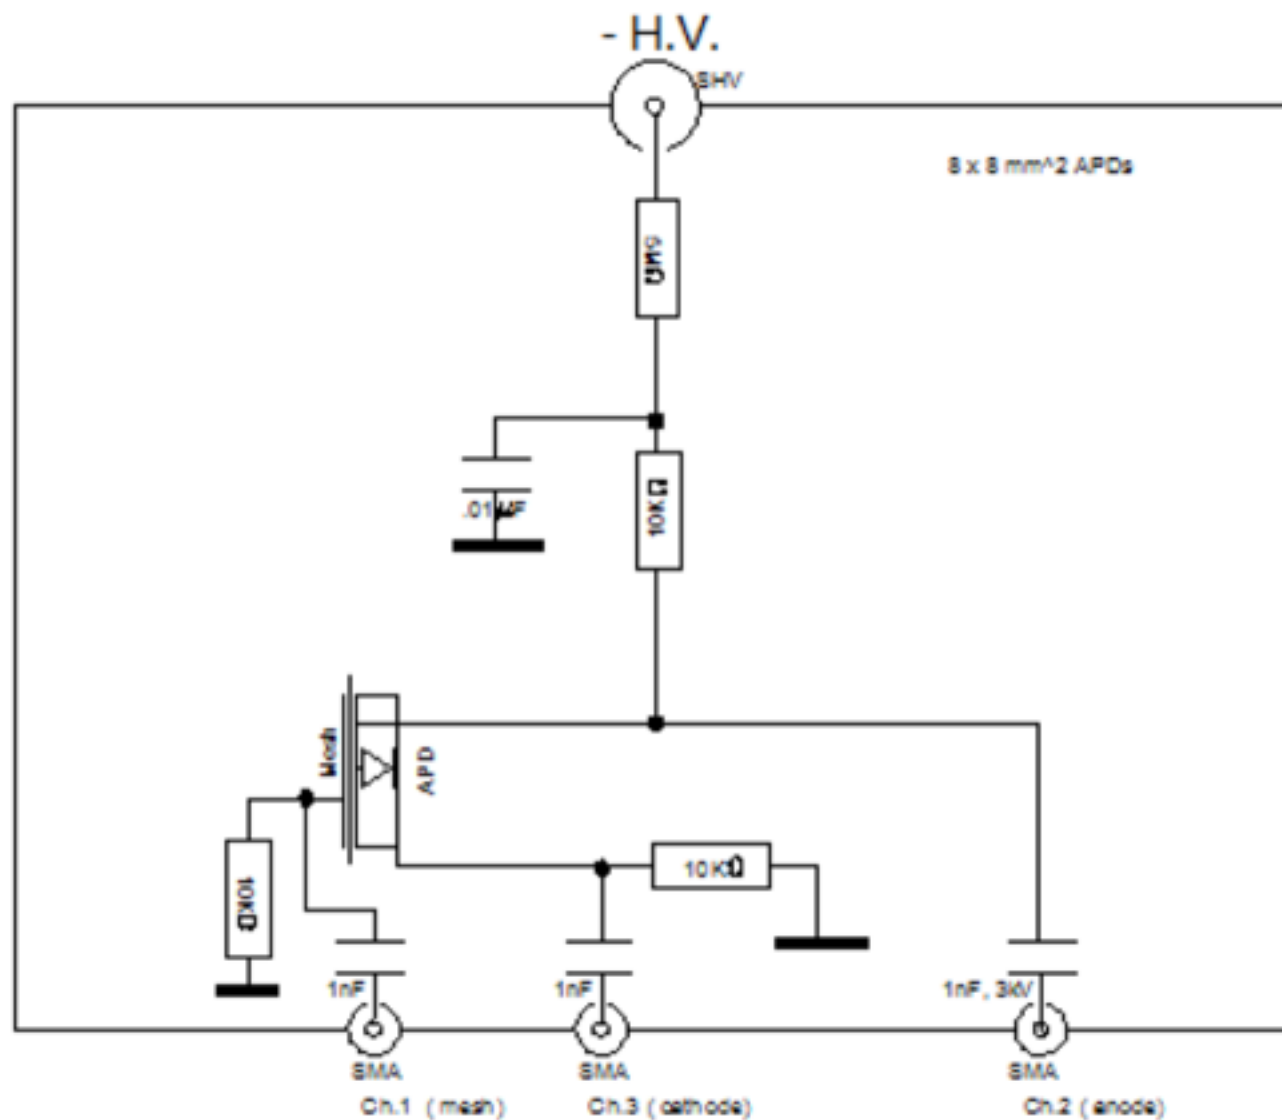 - H.V.
SHV
8 x 8 mm^2 APDs
10KΩ
.01µF
Mesh
APD
10KΩ
10KΩ
1nF
1nF
1nF, 3kV
SMA
SMA
SMA
Ch.1 ( mesh)
Ch.3 ( cathode)
Ch.2 ( anode)